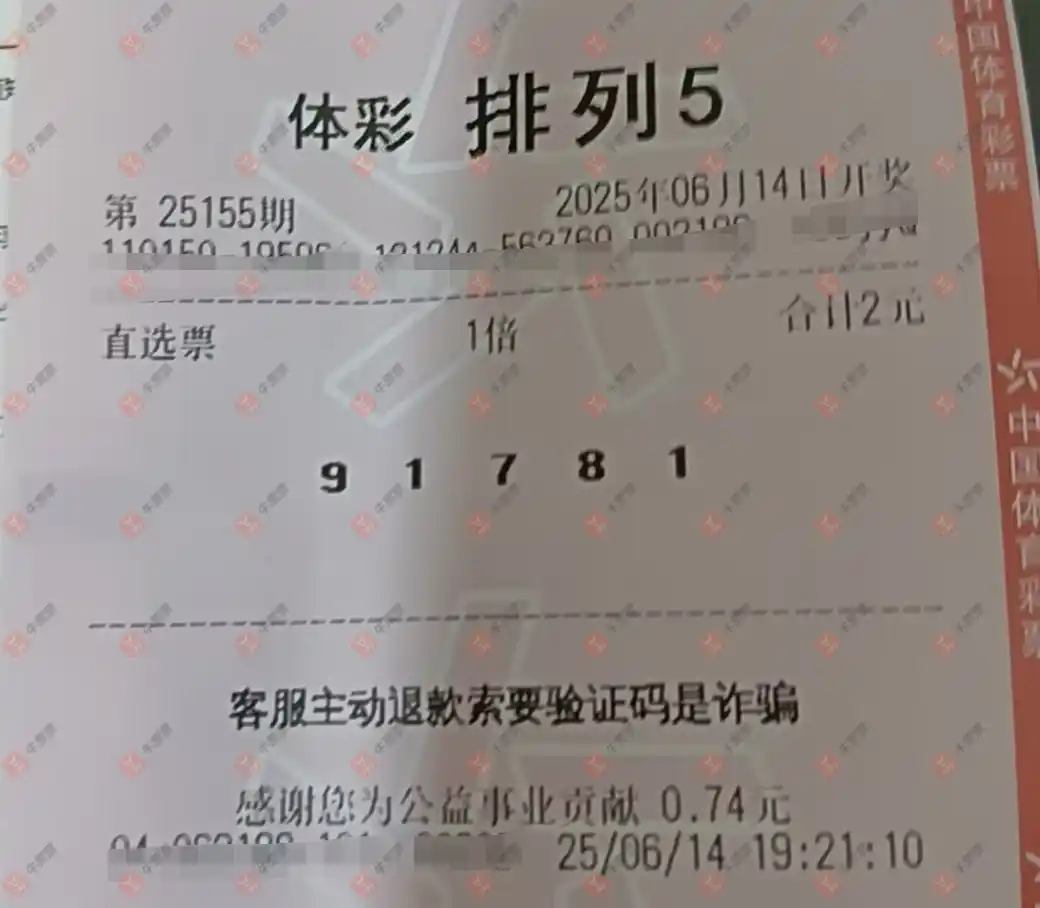 体彩 排列5
第 25155期 2025年06月14日开奖
直选票 1倍 合计2元
9 1 7 8 1
客服主动退款索要验证码是诈骗
感谢您为公益事业贡献 0.74元
25/06/14 19:21:10
中国体育彩票
中国体育彩票